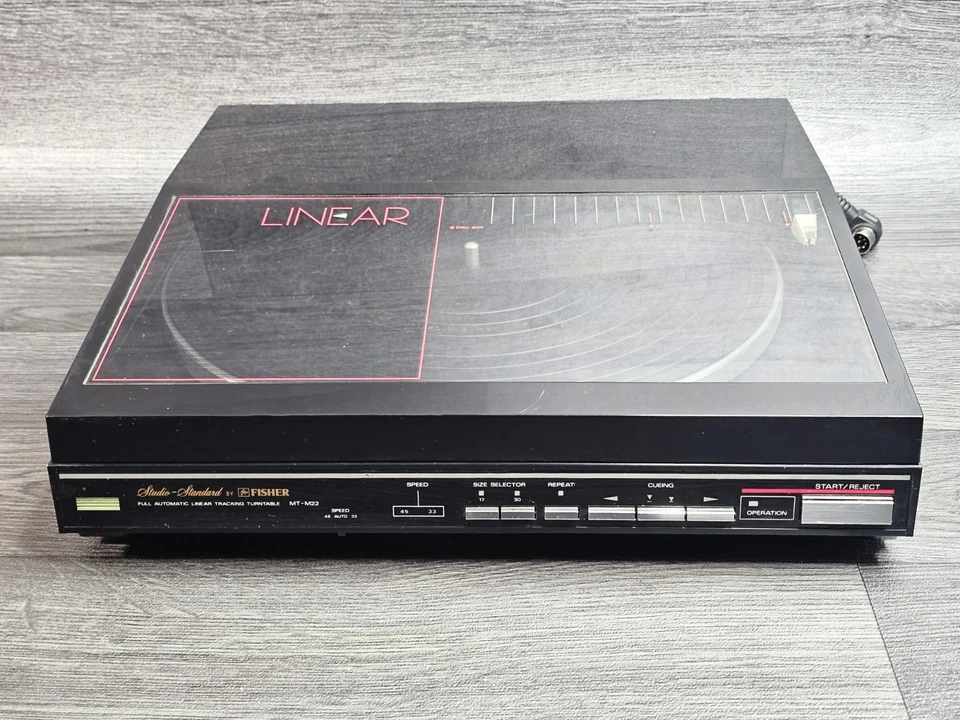 LINEAR
Studio-Standard BY FISHER
FULL AUTOMATIC LINEAR TRACKING TURNTABLE MT-M22
SPEED
45 AUTO 33
SPEED
45 33
SIZE SELECTOR
17 30
REPEAT
CUEING
OPERATION
START/REJECT